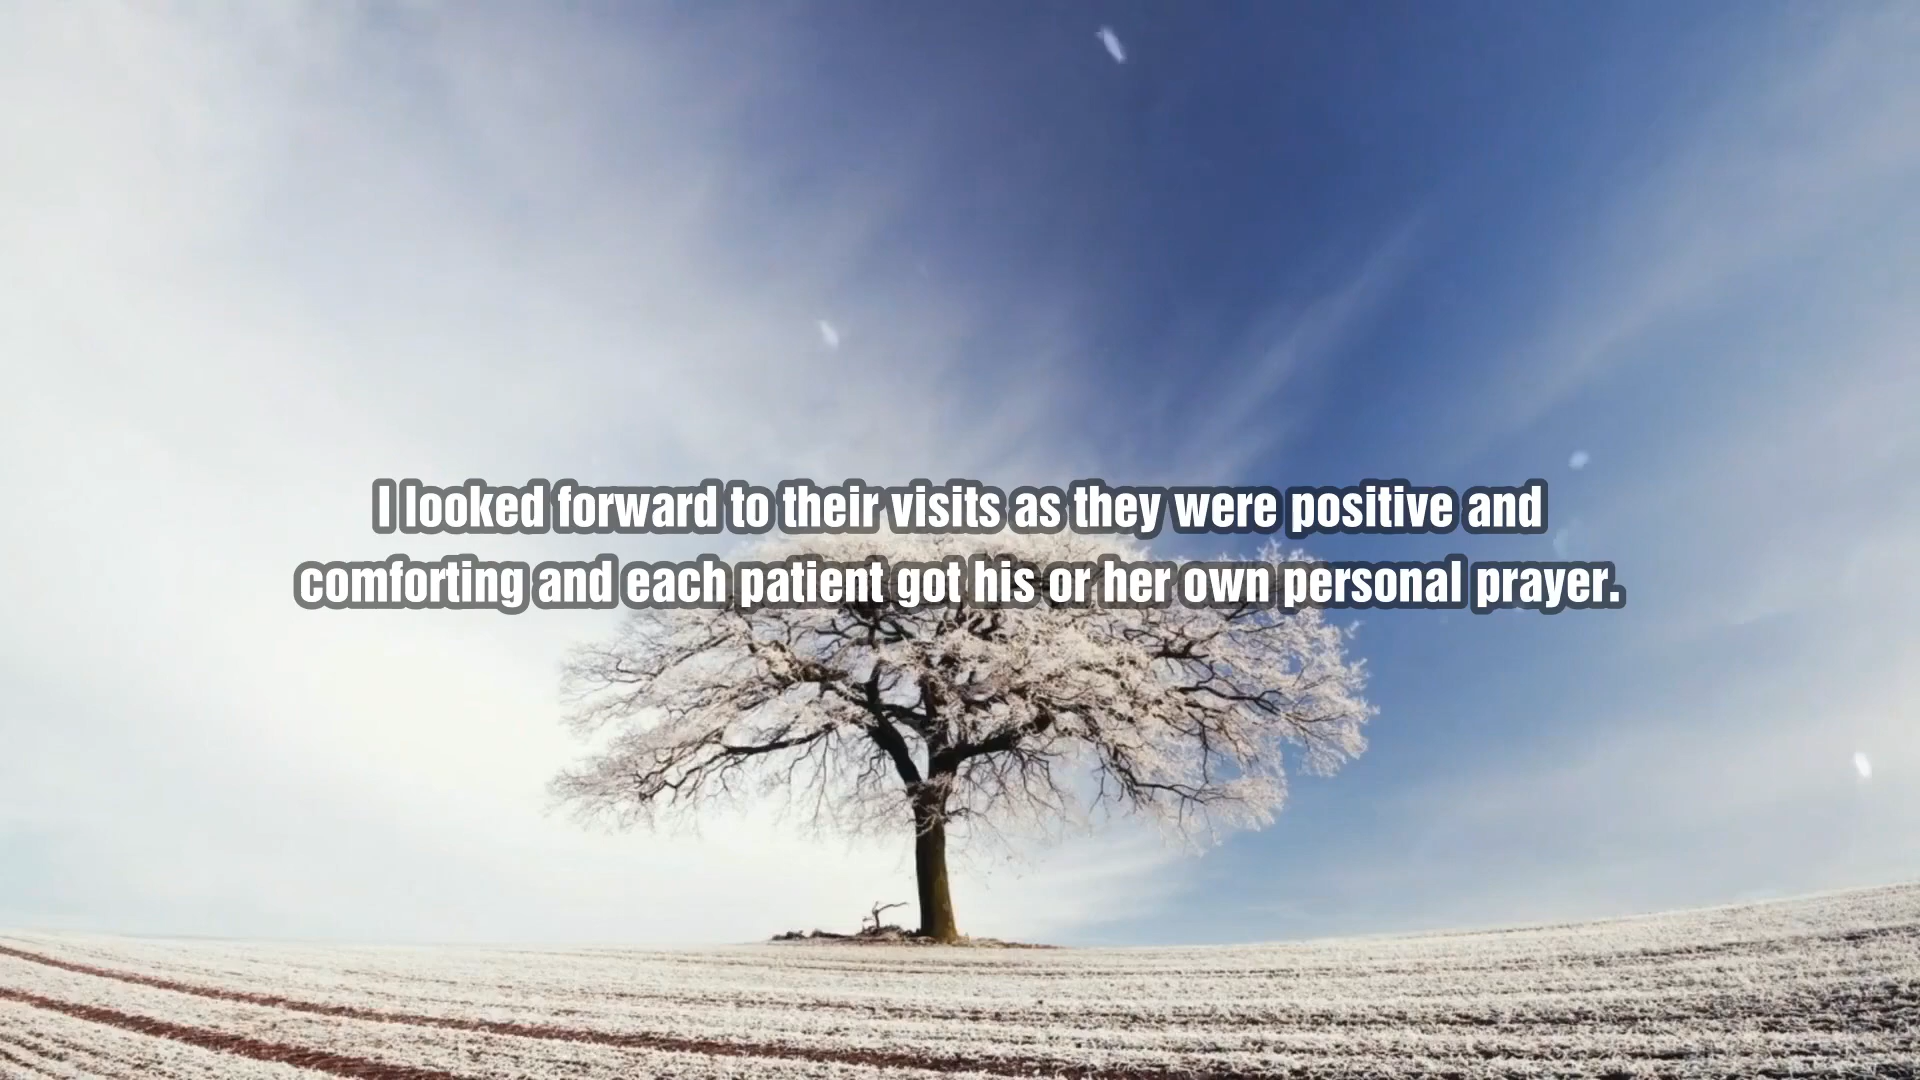 I looked forward to their visits as they were positive and
comforting and each patient got his or her own personal prayer.